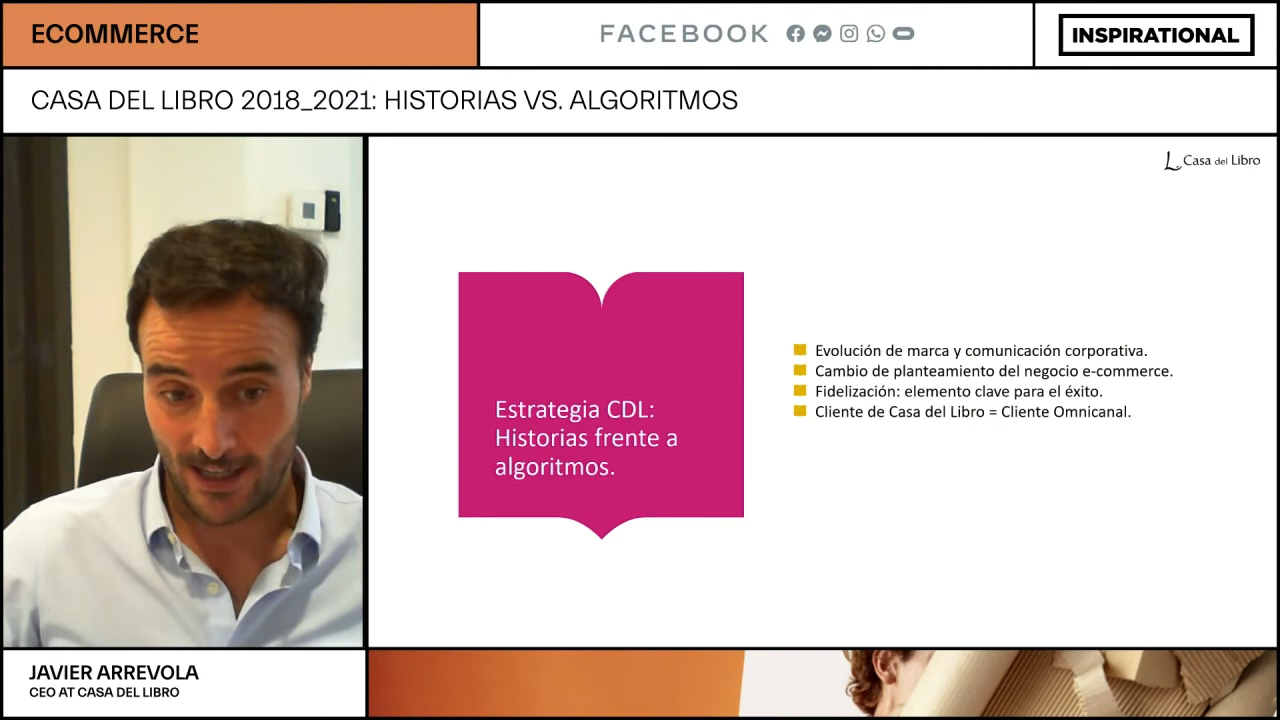 ECOMMERCE
FACEBOOK
INSPIRATIONAL
CASA DEL LIBRO 2018_2021: HISTORIAS VS. ALGORITMOS
Casa del Libro
Estrategia CDL:
Historias frente a
algoritmos.
Evolución de marca y comunicación corporativa.
Cambio de planteamiento del negocio e-commerce.
Fidelización: elemento clave para el éxito.
Cliente de Casa del Libro = Cliente Omnicanal.
JAVIER ARREVOLA
CEO AT CASA DEL LIBRO